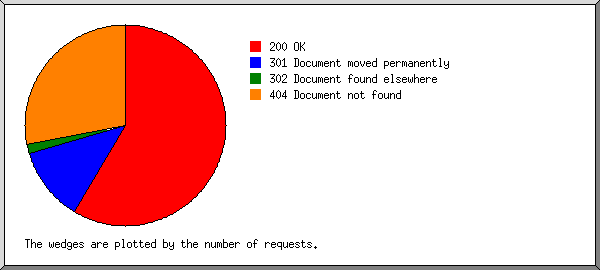 200 OK
301 Document moved permanently
302 Document found elsewhere
404 Document not found
The wedges are plotted by the number of requests.